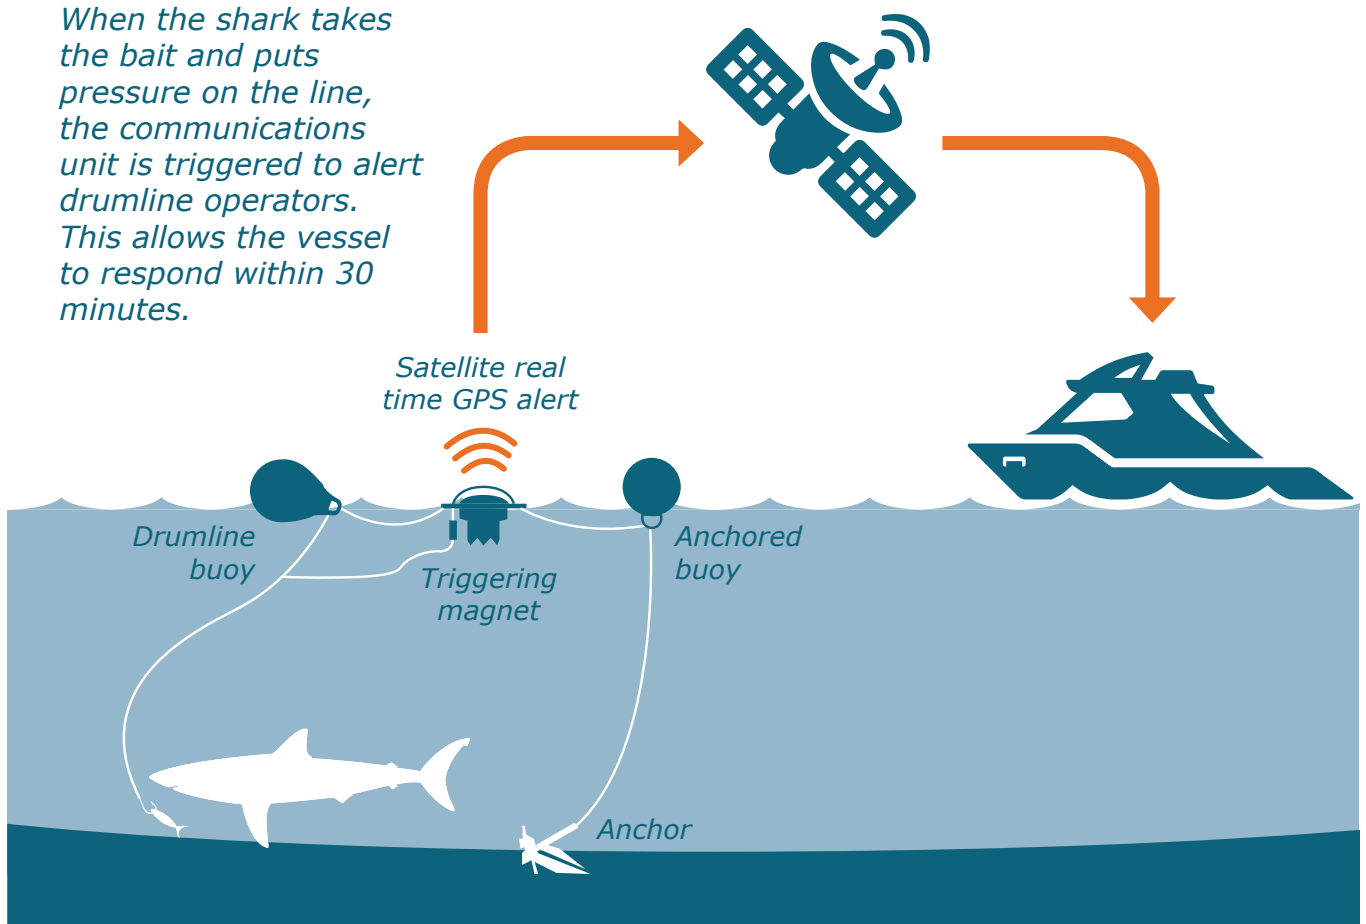 When the shark takes
the bait and puts
pressure on the line,
the communications
unit is triggered to alert
drumline operators.
This allows the vessel
to respond within 30
minutes.
Satellite real
time GPS alert
Drumline
buoy
Triggering
magnet
Anchored
buoy
Anchor